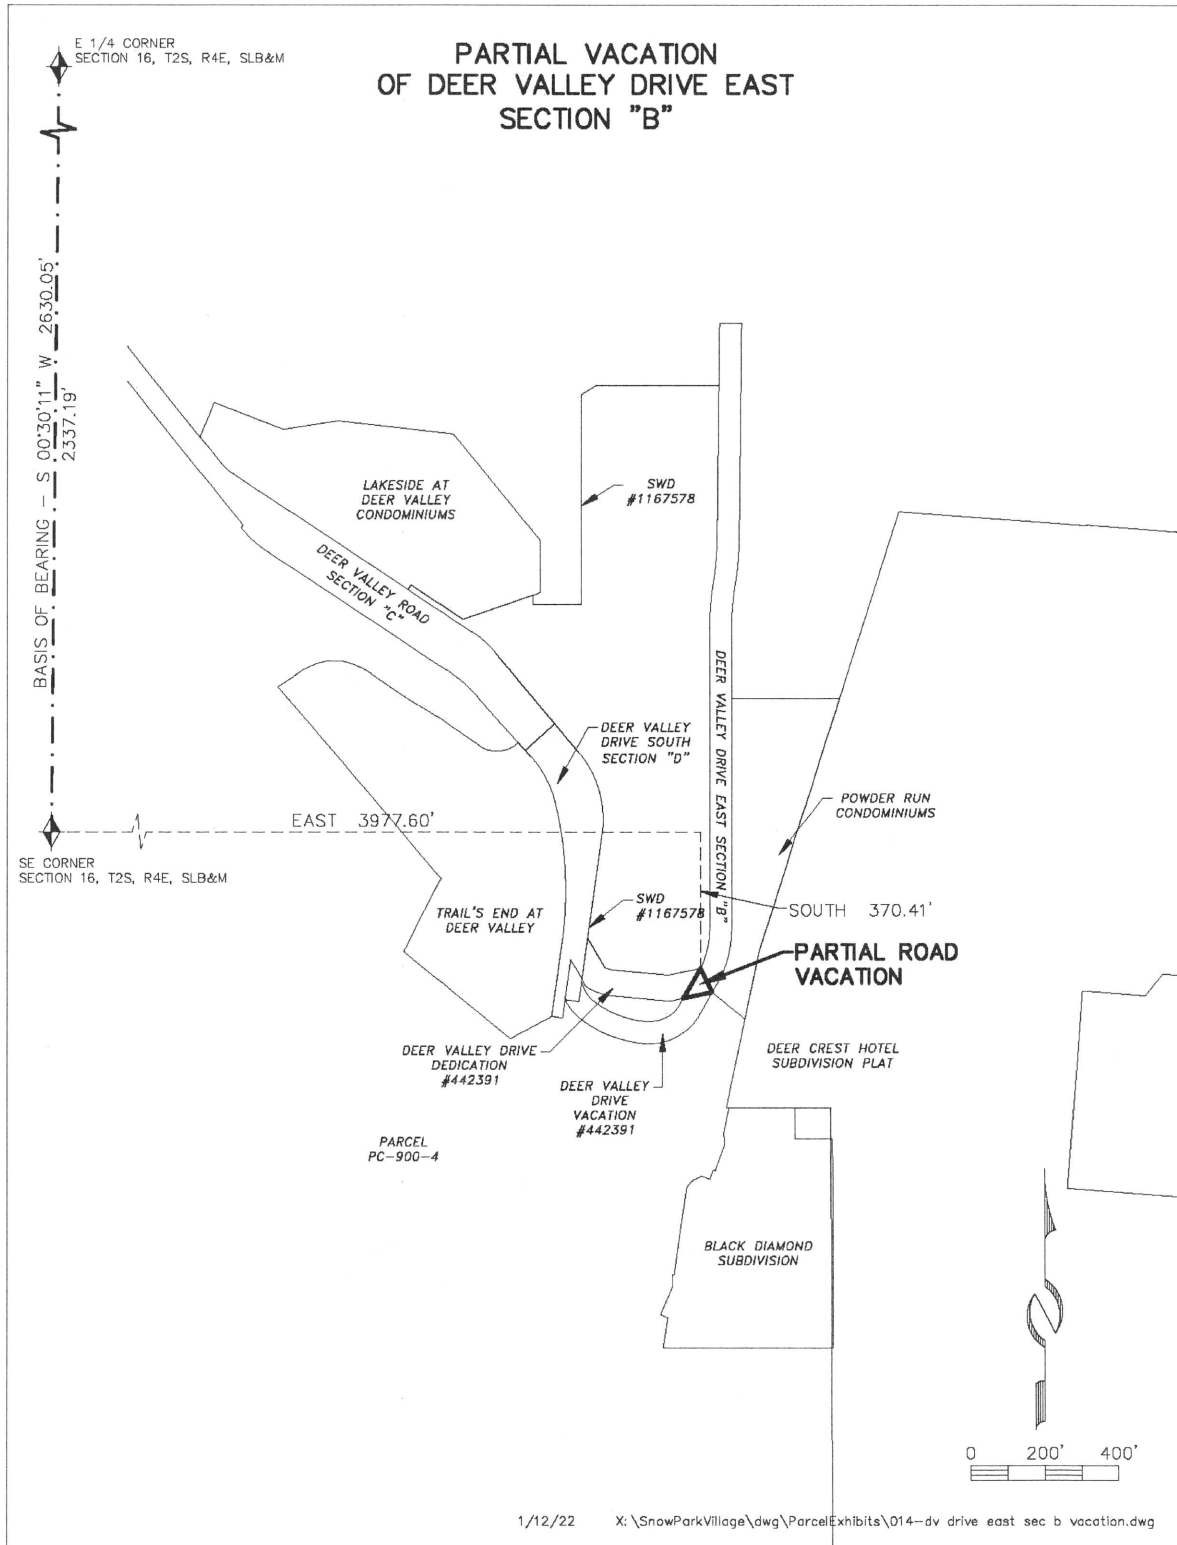 E 1/4 CORNER
SECTION 16, T2S, R4E, SLB&M
PARTIAL VACATION
OF DEER VALLEY DRIVE EAST
SECTION "B"
BASIS OF BEARING - S 00°30'11" W 2630.05'
2337.19'
LAKESIDE AT
DEER VALLEY
CONDOMINIUMS
SWD
#1167578
DEER VALLEY ROAD
SECTION "C"
DEER VALLEY DRIVE EAST SECTION "B"
DEER VALLEY
DRIVE SOUTH
SECTION "D"
POWDER RUN
CONDOMINIUMS
EAST 3977.60'
SE CORNER
SECTION 16, T2S, R4E, SLB&M
TRAIL'S END AT
DEER VALLEY
SWD
#1167578
SOUTH 370.41'
PARTIAL ROAD
VACATION
DEER VALLEY DRIVE
DEDICATION
#442391
DEER VALLEY
DRIVE
VACATION
#442391
DEER CREST HOTEL
SUBDIVISION PLAT
PARCEL
PC-900-4
BLACK DIAMOND
SUBDIVISION
0 200' 400'
1/12/22 X:\SnowParkVillage\dwg\ParcelExhibits\014-dv drive east sec b vacation.dwg